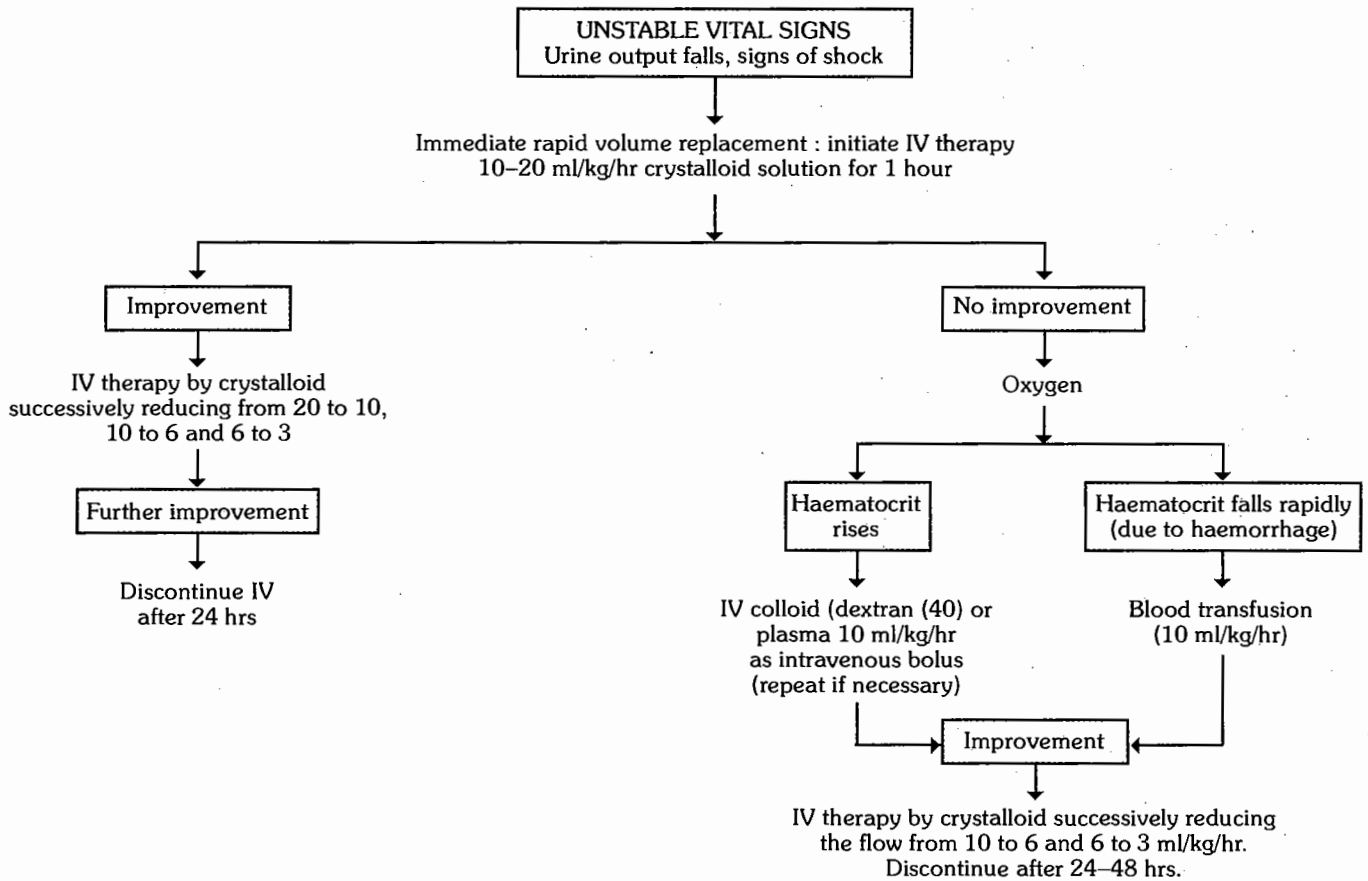 UNSTABLE VITAL SIGNS
Urine output falls, signs of shock
Immediate rapid volume replacement : initiate IV therapy
10–20 ml/kg/hr crystalloid solution for 1 hour
Improvement
IV therapy by crystalloid
successively reducing from 20 to 10,
10 to 6 and 6 to 3
Further improvement
Discontinue IV
after 24 hrs
No improvement
Oxygen
Haematocrit
rises
IV colloid (dextran (40) or
plasma 10 ml/kg/hr
as intravenous bolus
(repeat if necessary)
Haematocrit falls rapidly
(due to haemorrhage)
Blood transfusion
(10 ml/kg/hr)
Improvement
IV therapy by crystalloid successively reducing
the flow from 10 to 6 and 6 to 3 ml/kg/hr.
Discontinue after 24–48 hrs.